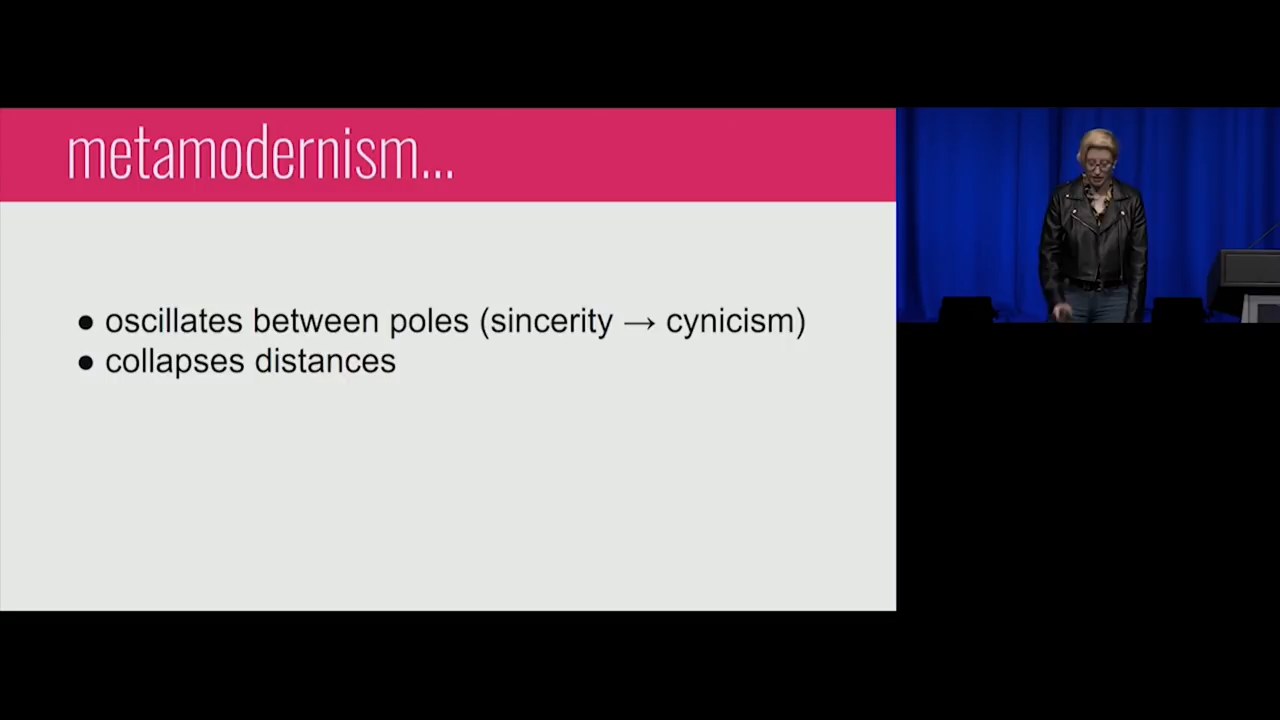 metamodernism...
● oscillates between poles (sincerity → cynicism)
● collapses distances